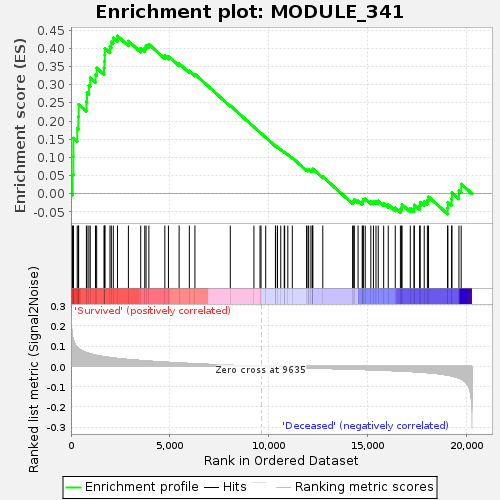 Enrichment plot: MODULE_341
Enrichment score (ES)
0.45
0.40
0.35
0.30
0.25
0.20
0.15
0.10
0.05
0.00
-0.05
'Survived' (positively correlated)
Ranked list metric (Signal2Noise)
0.3
0.2
0.1
0.0
-0.1
-0.2
-0.3
Zero cross at 9635
'Deceased' (negatively correlated)
0
5,000
10,000
15,000
20,000
Rank in Ordered Dataset
Enrichment profile
Hits
Ranking metric scores